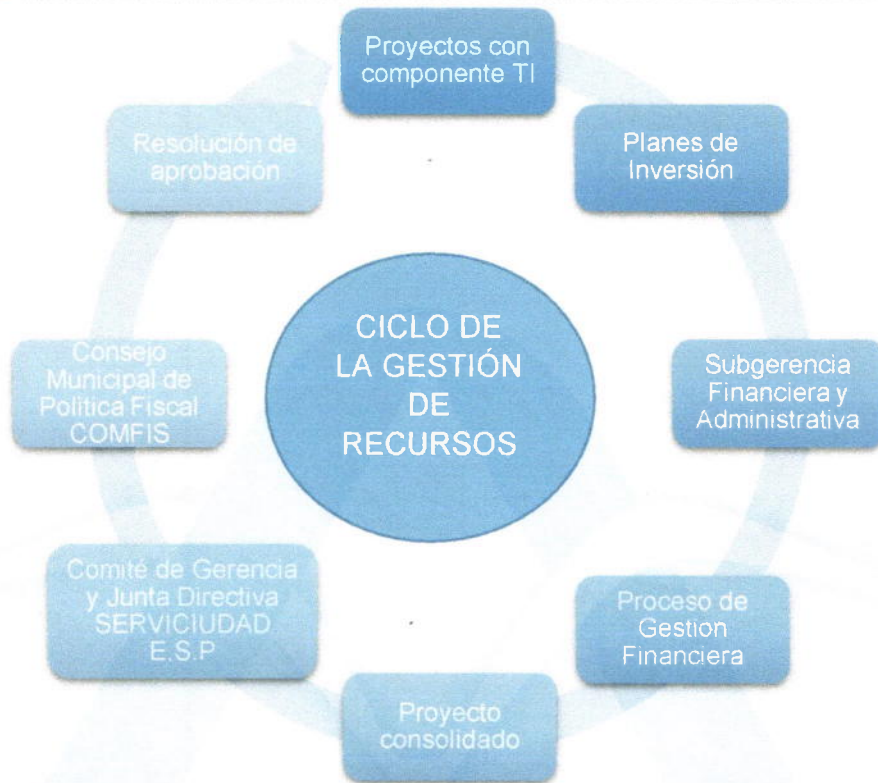 Proyectos con
componente TI
Planes de
Inversión
Subgerencia
Financiera y
Administrativa
Proceso de
Gestion
Financiera
Proyecto
consolidado
Comité de Gerencia
y Junta Directiva
SERVICIUDAD
E.S.P
Consejo
Municipal de
Política Fiscal
COMFIS
Resolución de
aprobación
CICLO DE
LA GESTIÓN
DE
RECURSOS